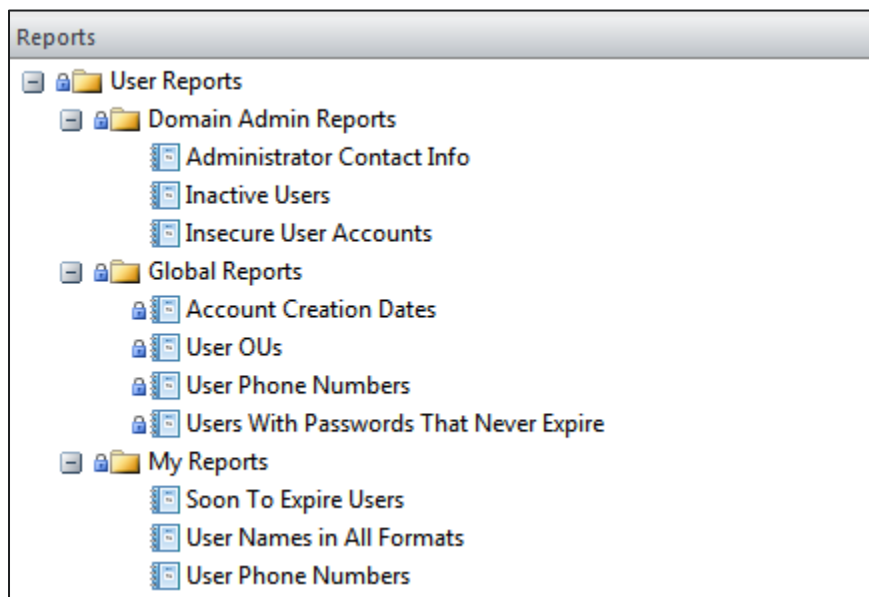 Reports
User Reports
Domain Admin Reports
Administrator Contact Info
Inactive Users
Insecure User Accounts
Global Reports
Account Creation Dates
User OUs
User Phone Numbers
Users With Passwords That Never Expire
My Reports
Soon To Expire Users
User Names in All Formats
User Phone Numbers